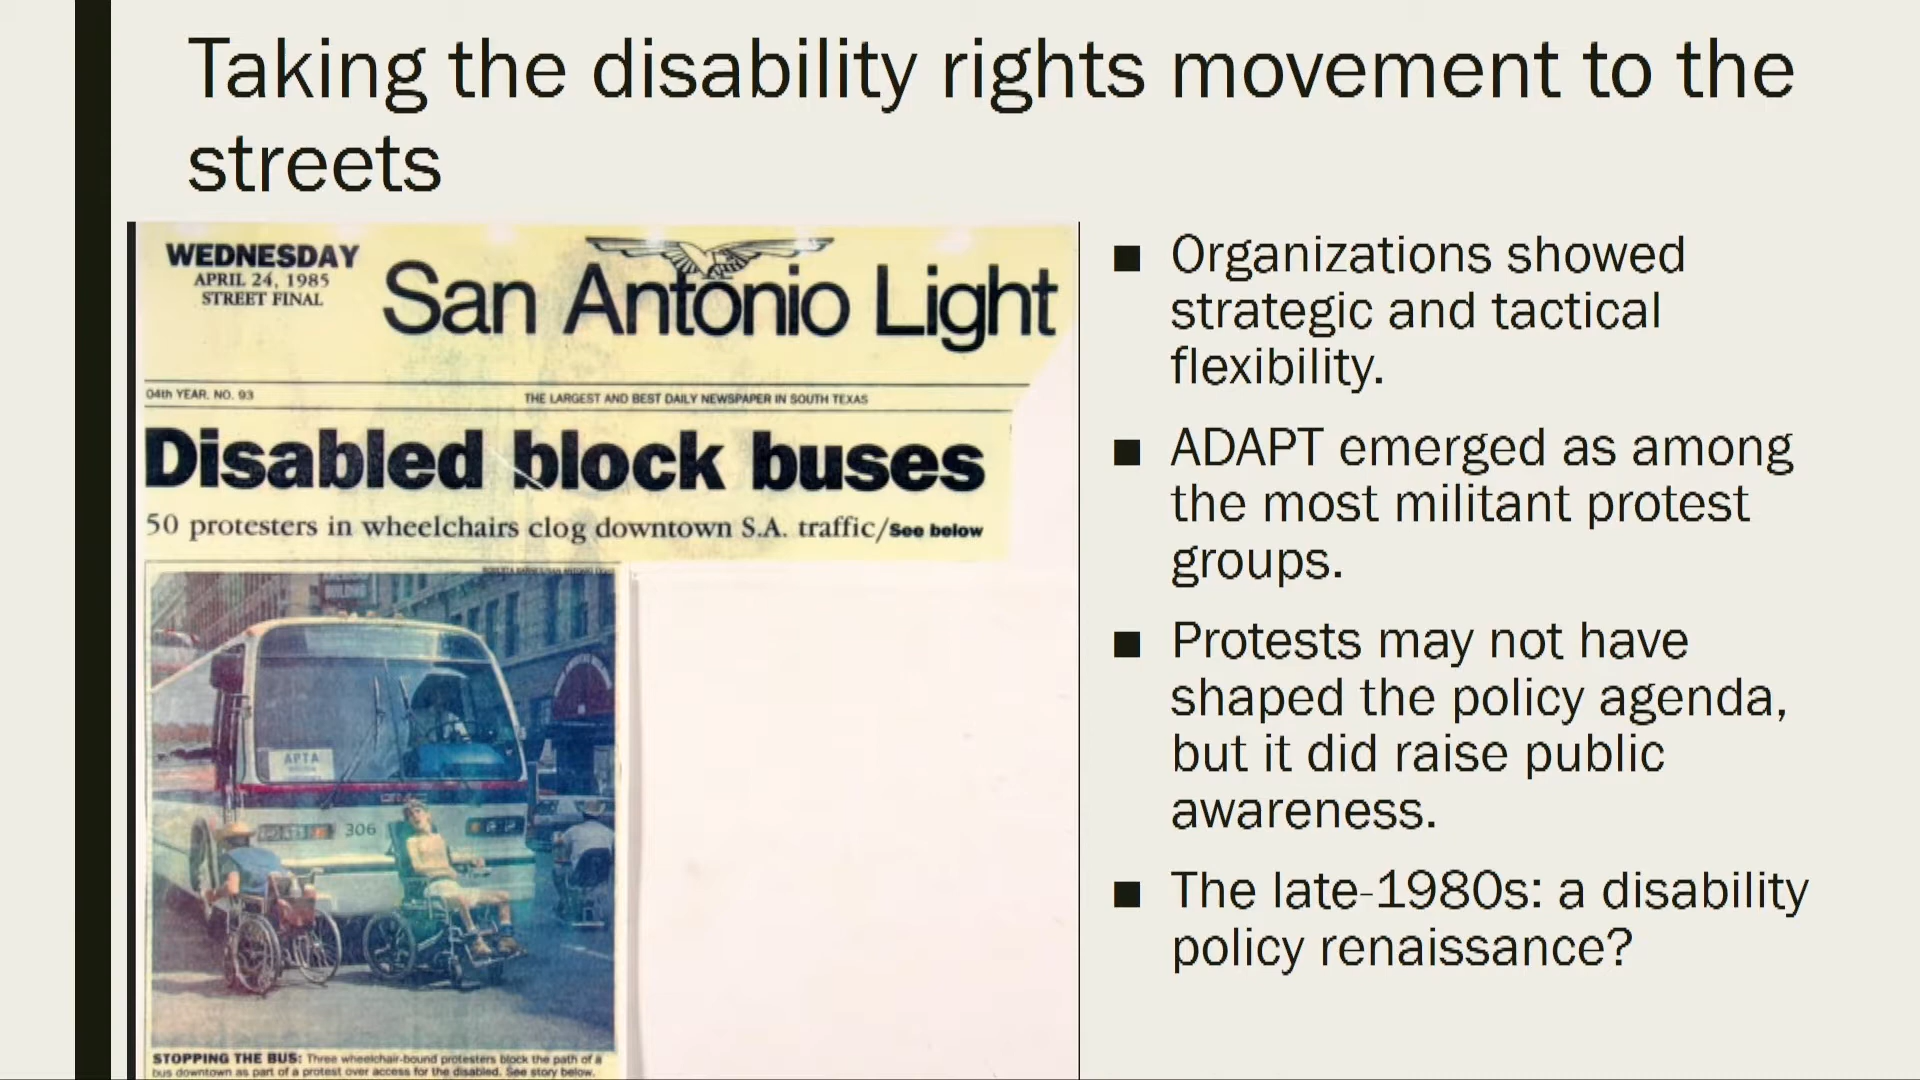 Taking the disability rights movement to the
streets
WEDNESDAY
APRIL 24, 1985
STREET FINAL
San Antonio Light
04th YEAR. NO. 93
THE LARGEST AND BEST DAILY NEWSPAPER IN SOUTH TEXAS
Disabled block buses
50 protesters in wheelchairs clog downtown S.A. traffic/See below
APTA
306
STOPPING THE BUS: Three wheelchair-bound protesters block the path of a
bus downtown as part of a protest over access for the disabled. See story below.
■ Organizations showed
strategic and tactical
flexibility.
■ ADAPT emerged as among
the most militant protest
groups.
■ Protests may not have
shaped the policy agenda,
but it did raise public
awareness.
■ The late-1980s: a disability
policy renaissance?